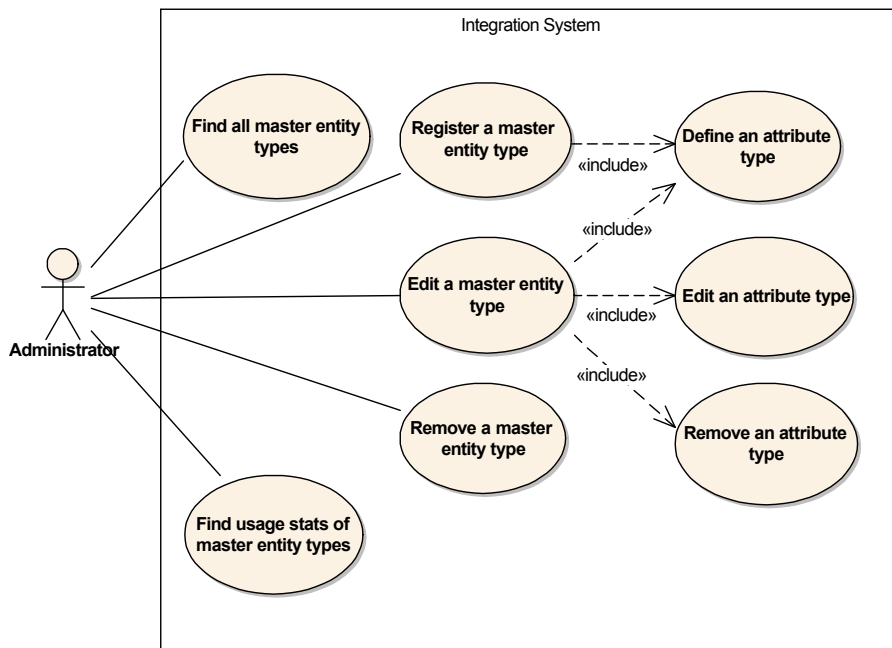 Integration System
Find all master entity
types
Register a master
entity type
«include»
Define an attribute
type
«include»
Administrator
Edit a master entity
type
«include»
Edit an attribute type
«include»
Remove a master
entity type
Remove an attribute
type
Find usage stats of
master entity types